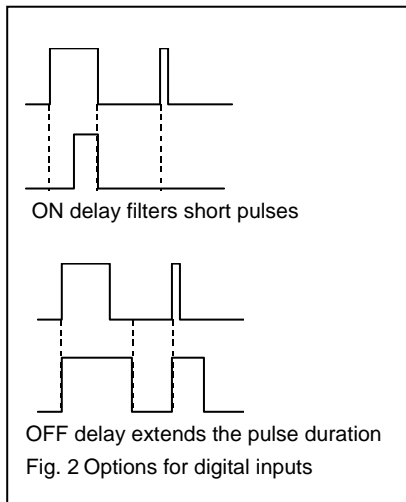 ON delay filters short pulses
OFF delay extends the pulse duration
Fig. 2 Options for digital inputs